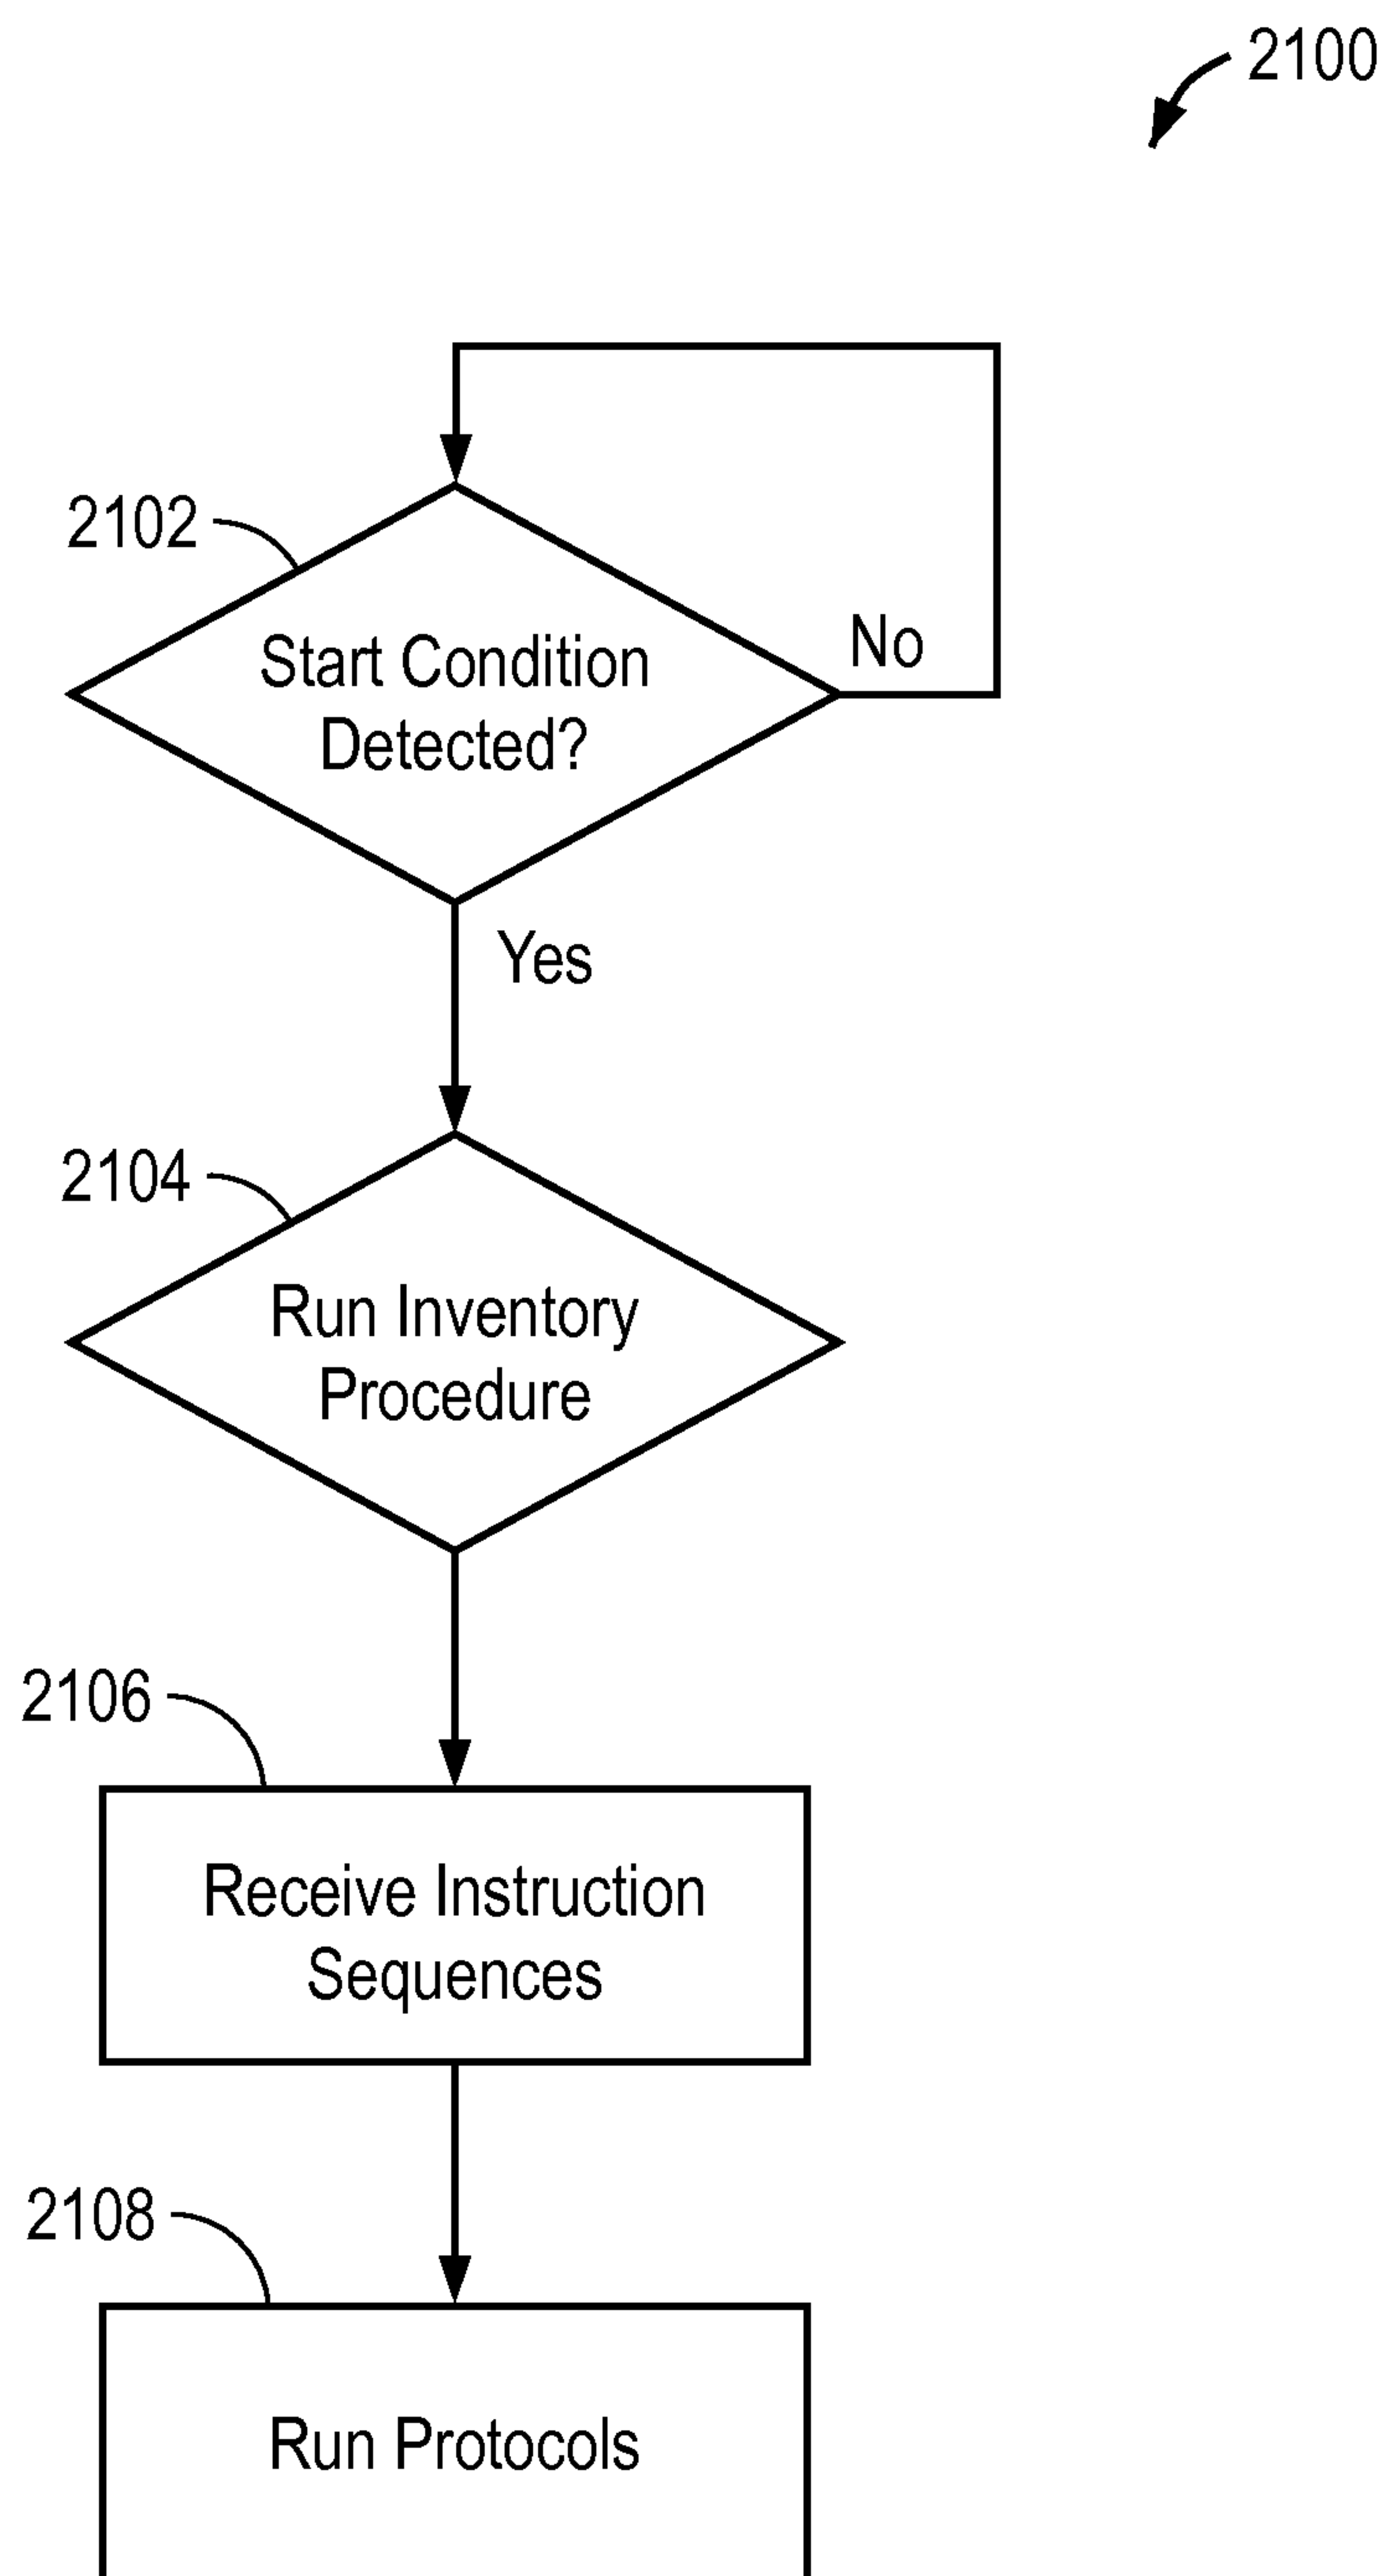 2100
2102
Start Condition
Detected?
No
Yes
2104
Run Inventory
Procedure
2106
Receive Instruction
Sequences
2108
Run Protocols